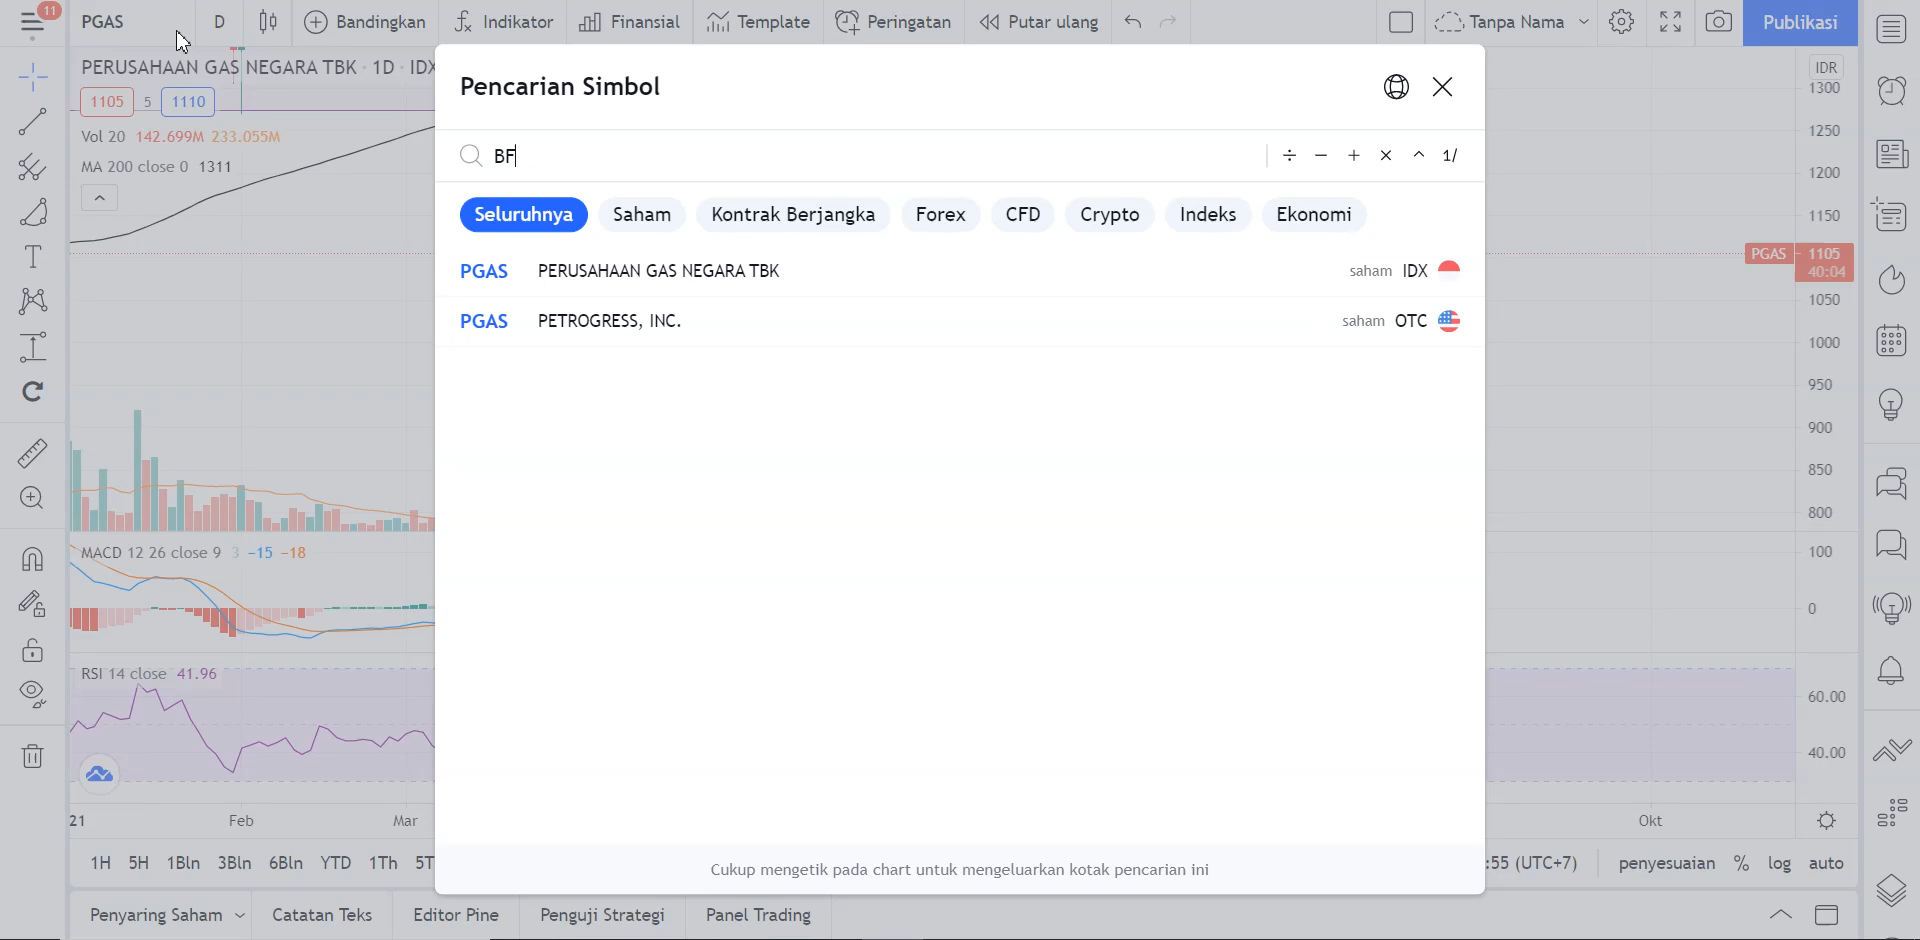 11
PGAS
D
Bandingkan
Indikator
Finansial
Template
Peringatan
Putar ulang
Tanpa Nama
Publikasi
PERUSAHAAN GAS NEGARA TBK · 1D · IDX
1105 5 1110
Vol 20 142.699M 233.055M
MA 200 close 0 1311
Pencarian Simbol
BF
÷ − + × ^ 1/
Seluruhnya Saham Kontrak Berjangka Forex CFD Crypto Indeks Ekonomi
PGAS PERUSAHAAN GAS NEGARA TBK saham IDX
PGAS PETROGRESS, INC. saham OTC
Cukup mengetik pada chart untuk mengeluarkan kotak pencarian ini
IDR
1300
1250
1200
1150
PGAS 1105
40:04
1050
1000
950
900
850
800
MACD 12 26 close 9 3 −15 −18
100
0
RSI 14 close 41.96
60.00
40.00
21 Feb Mar Okt
1H 5H 1Bln 3Bln 6Bln YTD 1Th 5T
:55 (UTC+7) penyesuaian % log auto
Penyaring Saham Catatan Teks Editor Pine Penguji Strategi Panel Trading